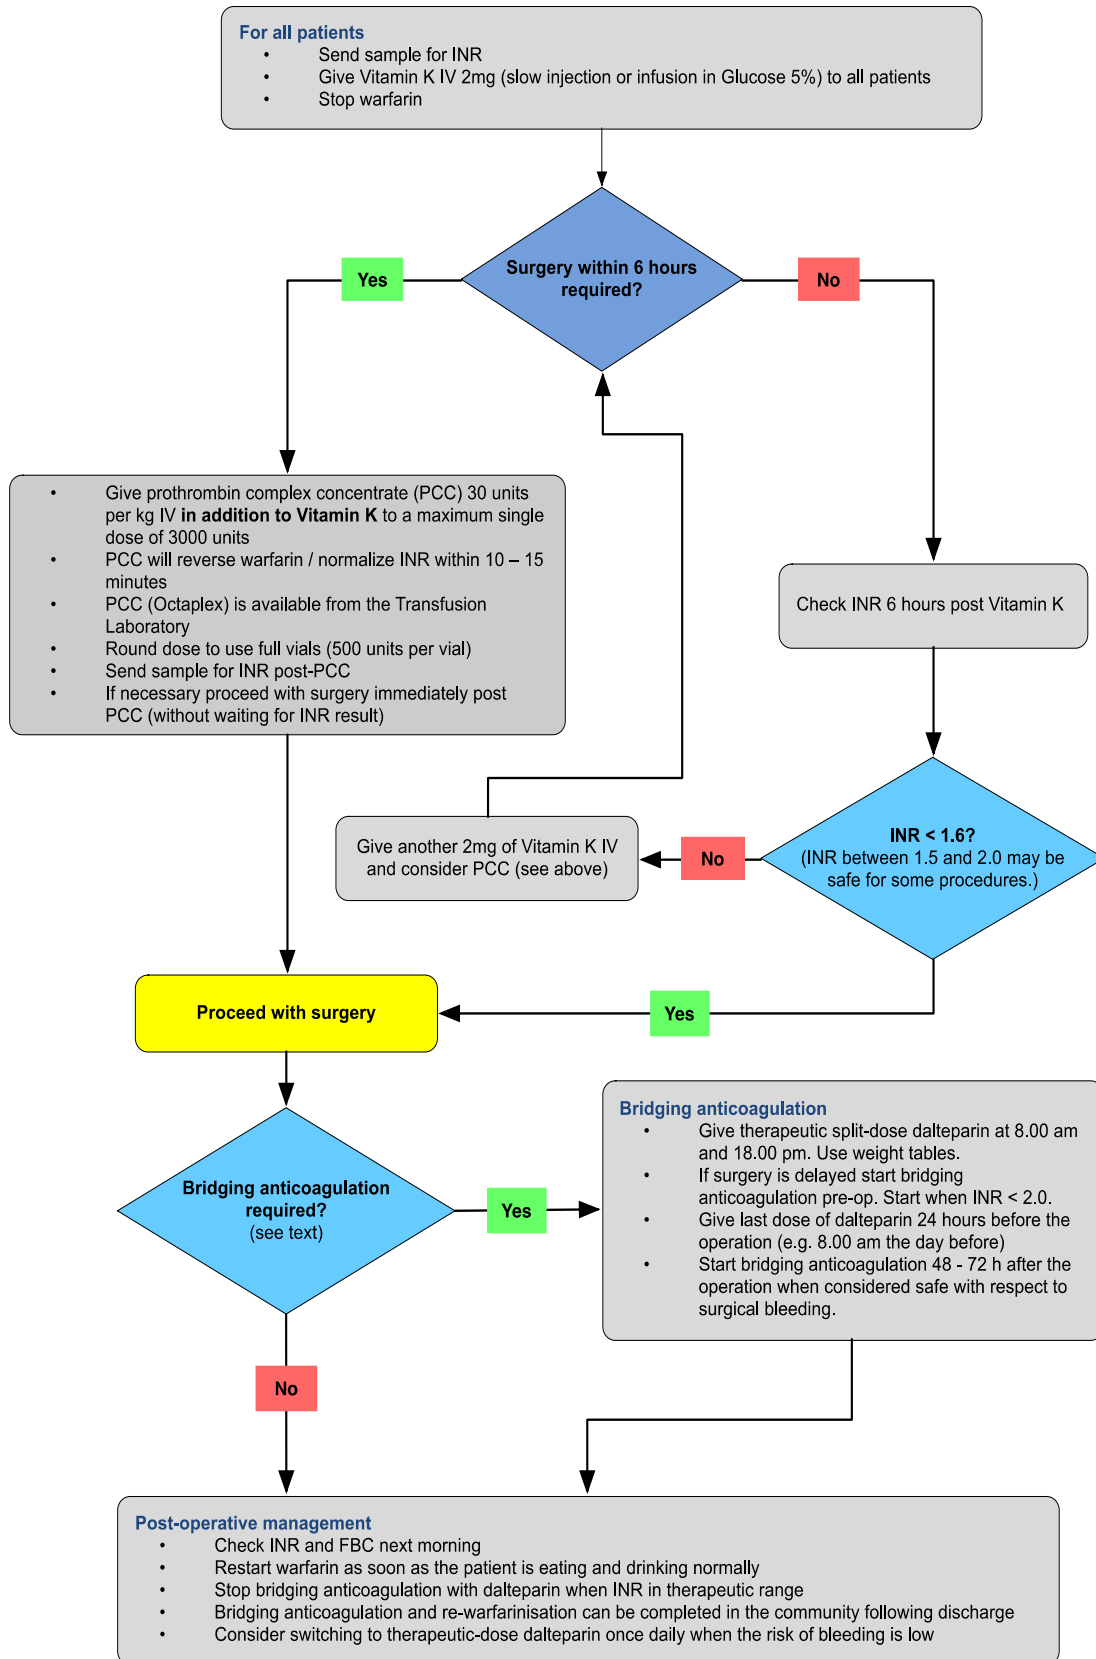 For all patients
• Send sample for INR
• Give Vitamin K IV 2mg (slow injection or infusion in Glucose 5%) to all patients
• Stop warfarin
Surgery within 6 hours
required?
Yes
No
• Give prothrombin complex concentrate (PCC) 30 units
per kg IV in addition to Vitamin K to a maximum single
dose of 3000 units
• PCC will reverse warfarin / normalize INR within 10 – 15
minutes
• PCC (Octaplex) is available from the Transfusion
Laboratory
• Round dose to use full vials (500 units per vial)
• Send sample for INR post-PCC
• If necessary proceed with surgery immediately post
PCC (without waiting for INR result)
Check INR 6 hours post Vitamin K
INR < 1.6?
(INR between 1.5 and 2.0 may be
safe for some procedures.)
No
Give another 2mg of Vitamin K IV
and consider PCC (see above)
Yes
Proceed with surgery
Bridging anticoagulation
required?
(see text)
Yes
Bridging anticoagulation
• Give therapeutic split-dose dalteparin at 8.00 am
and 18.00 pm. Use weight tables.
• If surgery is delayed start bridging
anticoagulation pre-op. Start when INR < 2.0.
• Give last dose of dalteparin 24 hours before the
operation (e.g. 8.00 am the day before)
• Start bridging anticoagulation 48 - 72 h after the
operation when considered safe with respect to
surgical bleeding.
No
Post-operative management
• Check INR and FBC next morning
• Restart warfarin as soon as the patient is eating and drinking normally
• Stop bridging anticoagulation with dalteparin when INR in therapeutic range
• Bridging anticoagulation and re-warfarinisation can be completed in the community following discharge
• Consider switching to therapeutic-dose dalteparin once daily when the risk of bleeding is low